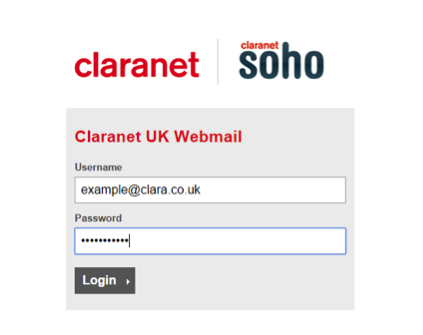 claranet
claranet
soho
Claranet UK Webmail
Username
example@clara.co.uk
Password
•••••••••••
Login